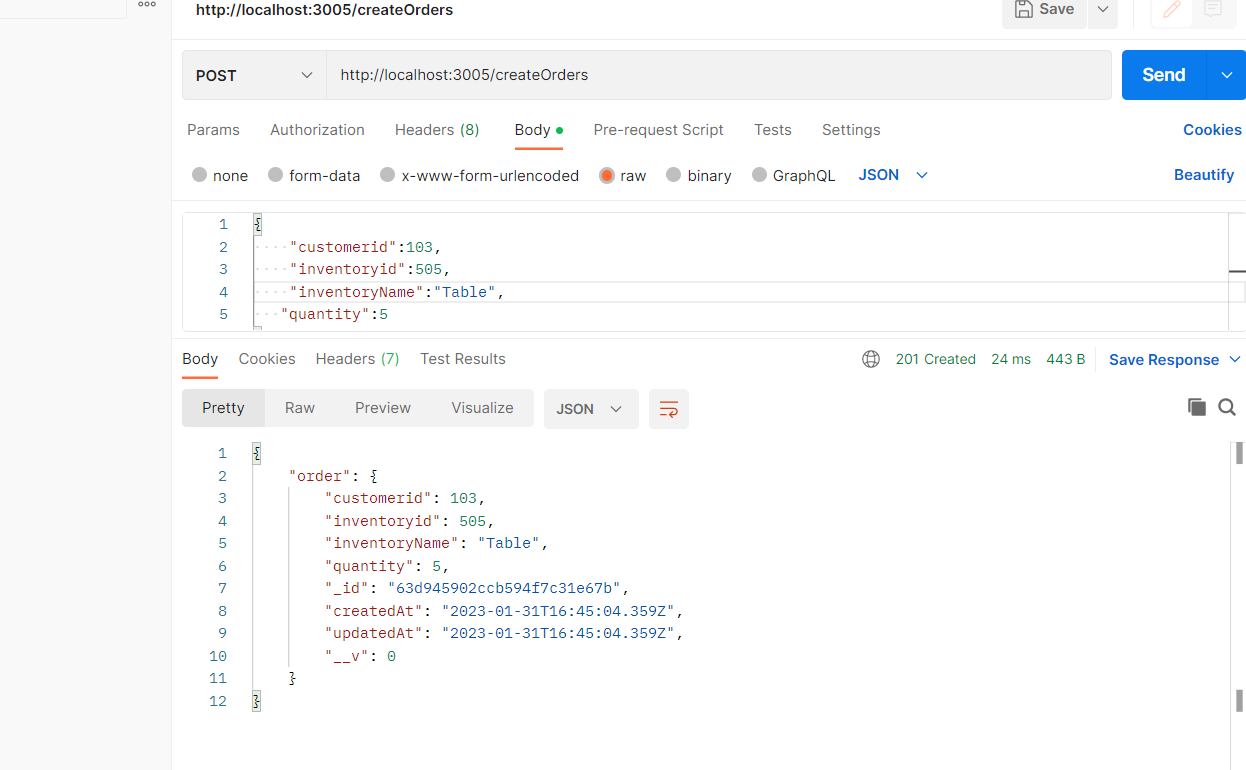 http://localhost:3005/createOrders Save
POST http://localhost:3005/createOrders Send
Params Authorization Headers (8) Body Pre-request Script Tests Settings Cookies
none form-data x-www-form-urlencoded raw binary GraphQL JSON Beautify
1 {
2 "customerid":103,
3 "inventoryid":505,
4 "inventoryName":"Table",
5 "quantity":5
Body Cookies Headers (7) Test Results 201 Created 24 ms 443 B Save Response
Pretty Raw Preview Visualize JSON
1 {
2 "order": {
3 "customerid": 103,
4 "inventoryid": 505,
5 "inventoryName": "Table",
6 "quantity": 5,
7 "_id": "63d945902ccb594f7c31e67b",
8 "createdAt": "2023-01-31T16:45:04.359Z",
9 "updatedAt": "2023-01-31T16:45:04.359Z",
10 "__v": 0
11 }
12 }